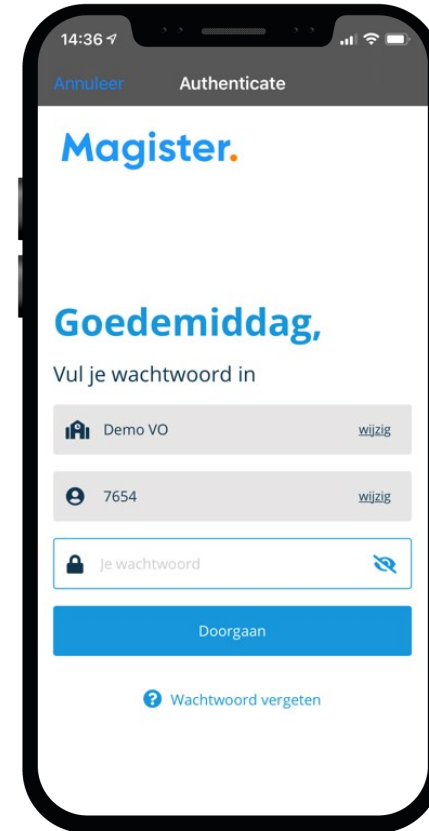 14:36
Annuleer Authenticate
Magister.
Goedemiddag,
Vul je wachtwoord in
Demo VO wijzig
7654 wijzig
Je wachtwoord
Doorgaan
? Wachtwoord vergeten